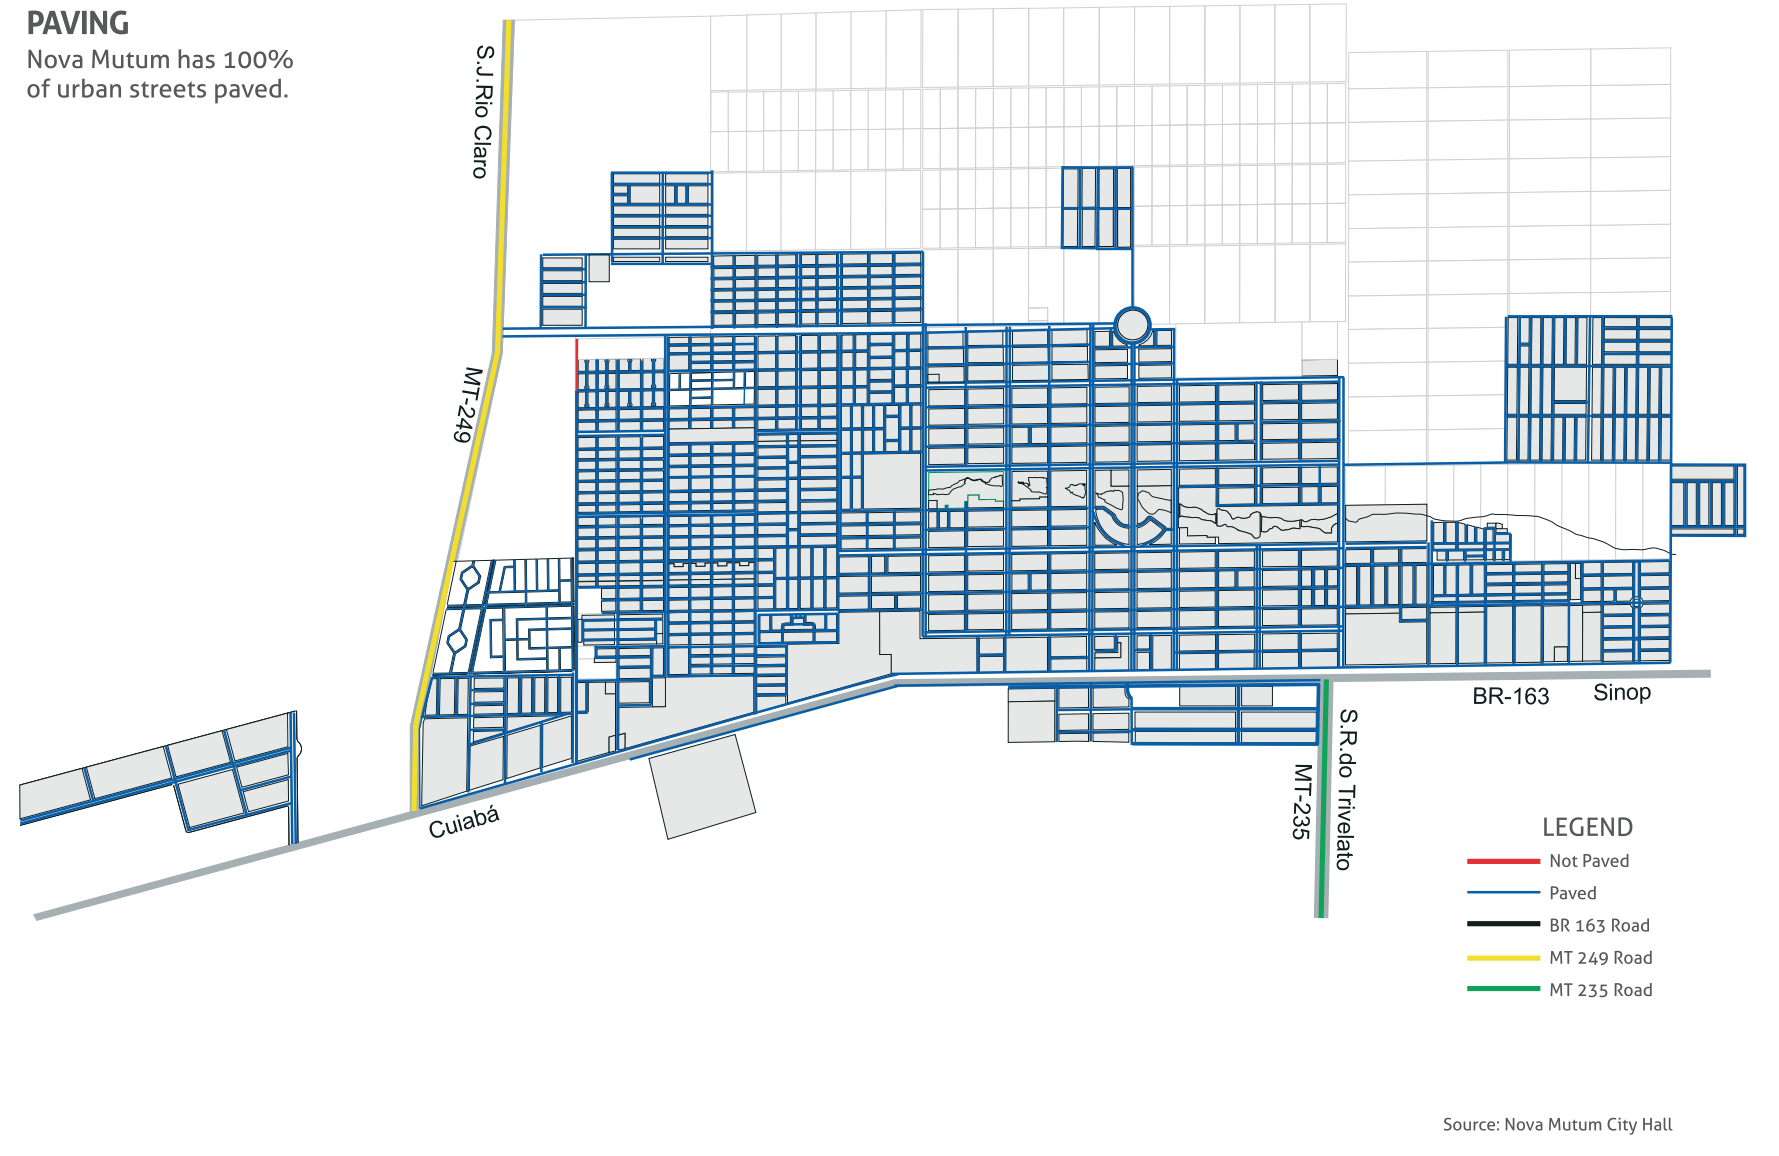 PAVING
Nova Mutum has 100%
of urban streets paved.
S.J.Rio Claro
MT-249
Cuiabá
BR-163
Sinop
S.R.do Trivelato
MT-235
LEGEND
Not Paved
Paved
BR 163 Road
MT 249 Road
MT 235 Road
Source: Nova Mutum City Hall